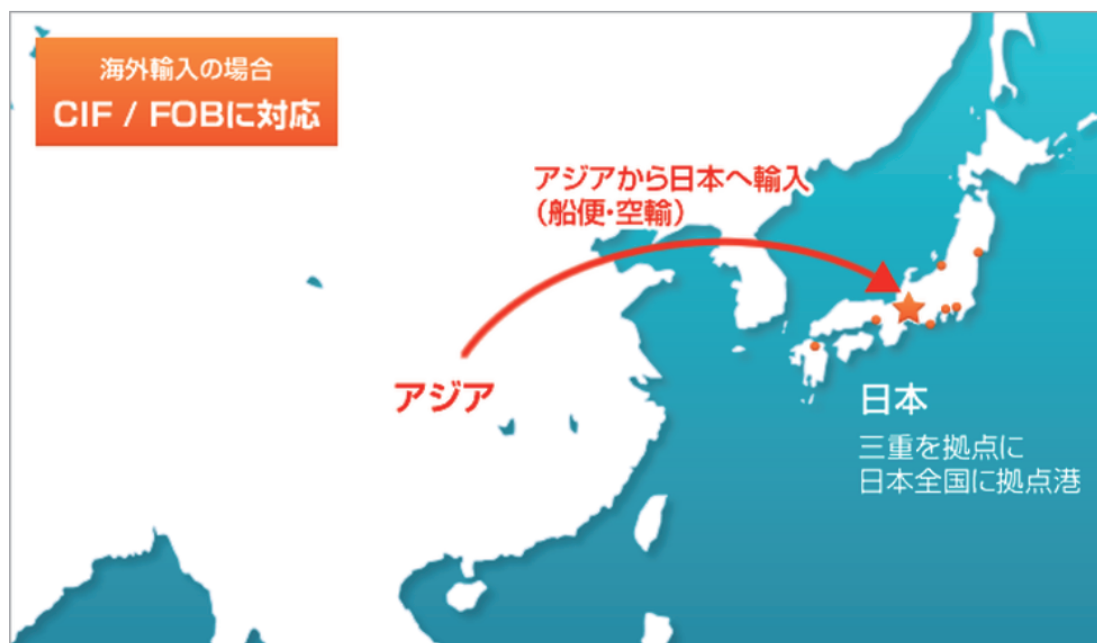 海外輸入の場合
CIF / FOBに対応
アジアから日本へ輸入
（船便・空輸）
アジア
日本
三重を拠点に
日本全国に拠点港